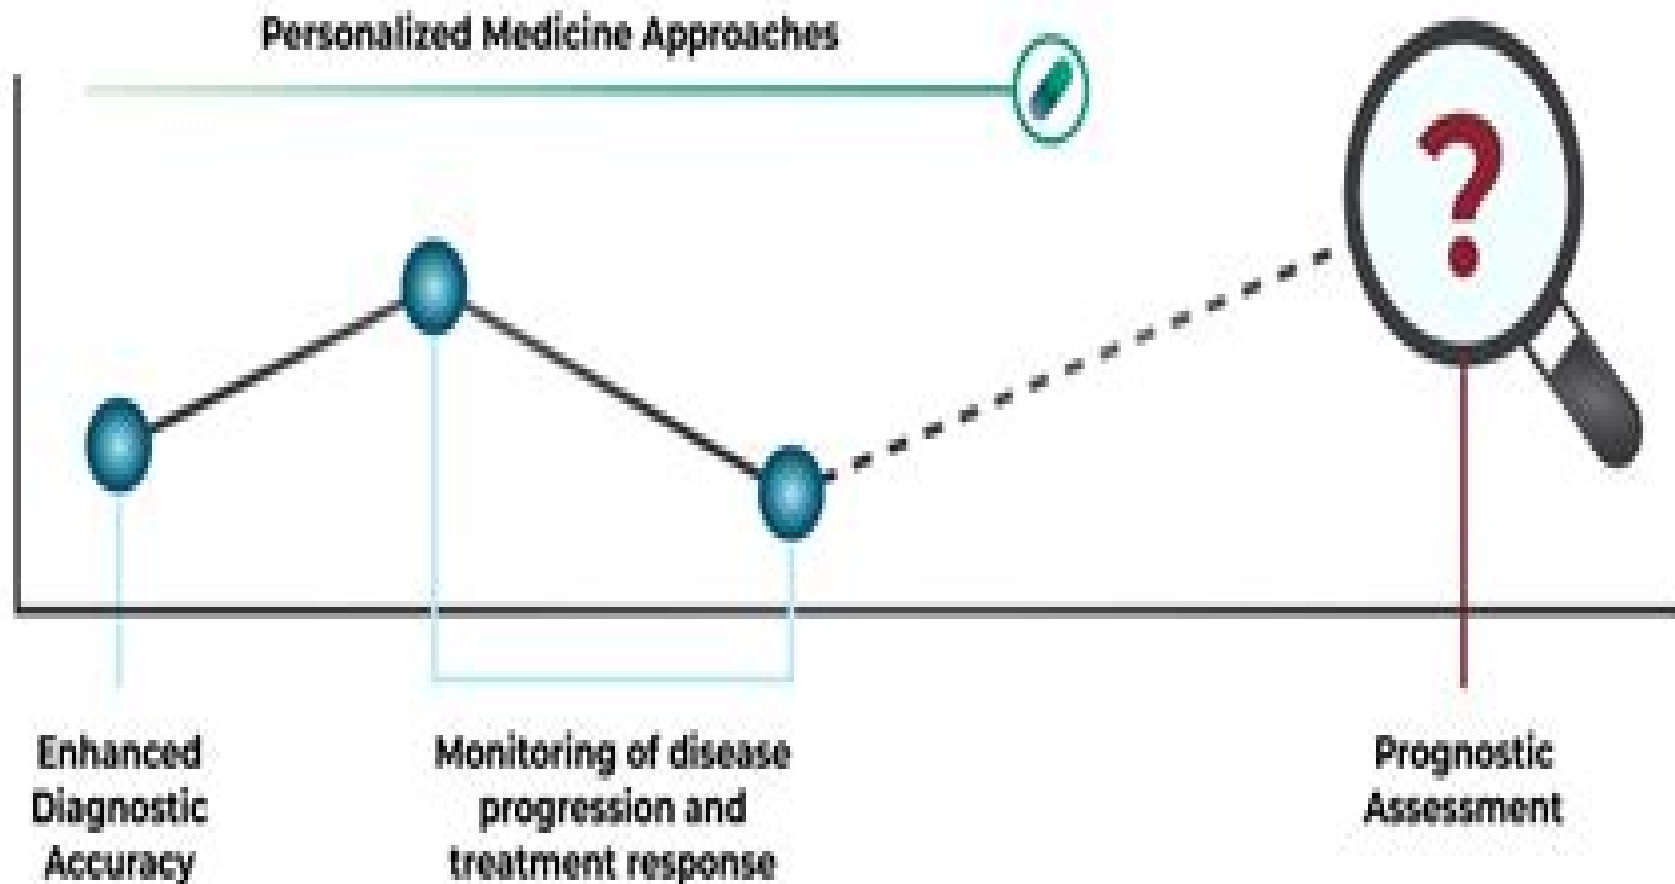 Personalized Medicine Approaches
?
Enhanced
Diagnostic
Accuracy
Monitoring of disease
progression and
treatment response
Prognostic
Assessment